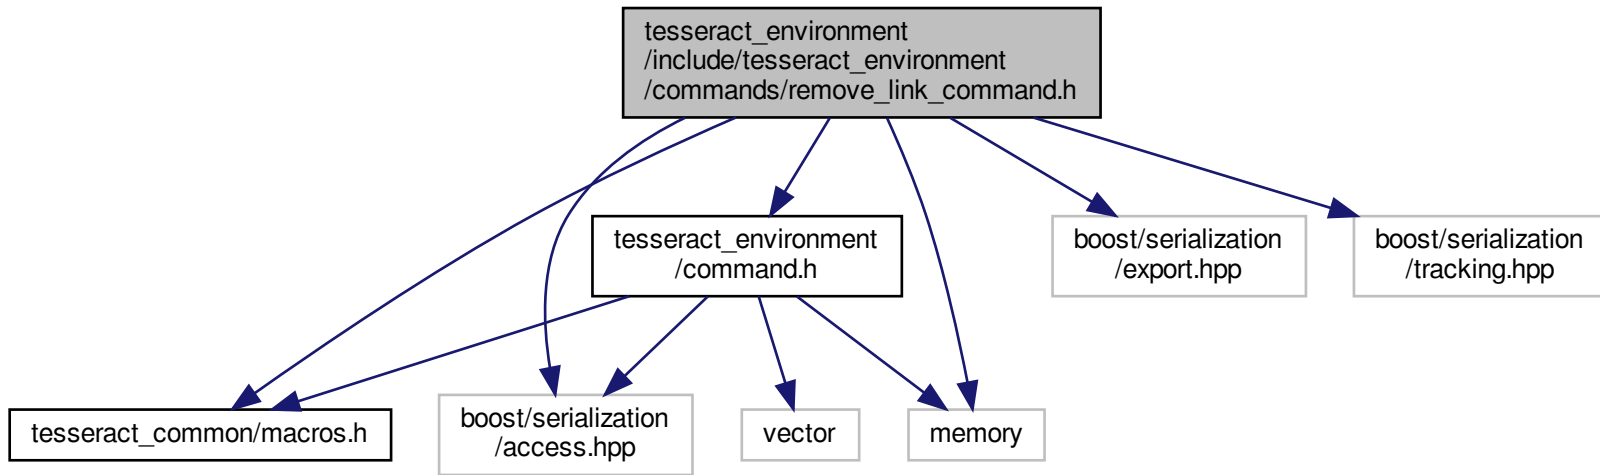 tesseract_environment
/include/tesseract_environment
/commands/remove_link_command.h
tesseract_environment
/command.h
boost/serialization
/export.hpp
boost/serialization
/tracking.hpp
tesseract_common/macros.h
boost/serialization
/access.hpp
vector
memory